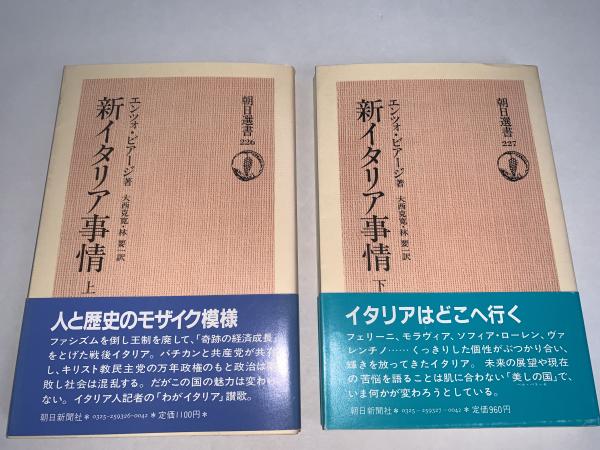 朝日選書
226
エンツォ・ビアージ著
大西克寛・林要一訳
新イタリア事情 上
人と歴史のモザイク模様
ファシズムを倒し王制を廃して、「奇跡の経済成長」
をとげた戦後イタリア。バチカンと共産党が共存
し、キリスト教民主党の万年政権のもと政治は腐
敗し社会は混乱する。だがこの国の魅力は変わら
ない。イタリア人記者の「わがイタリア」讃歌。
朝日新聞社 * 0325-259326-0042 * 定価1100円 *
朝日選書
227
エンツォ・ビアージ著
大西克寛・林要一訳
新イタリア事情 下
イタリアはどこへ行く
フェリーニ、モラヴィア、ソフィア・ローレン、ヴァ
レンチノ……くっきりした個性がぶつかり合い、
輝きを放ってきたイタリア。未来の展望や現在
の苦悩を語ることは肌に合わない「美しの国」で、
いま何かが変わろうとしている。
朝日新聞社 * 0325-259327-0042 * 定価960円